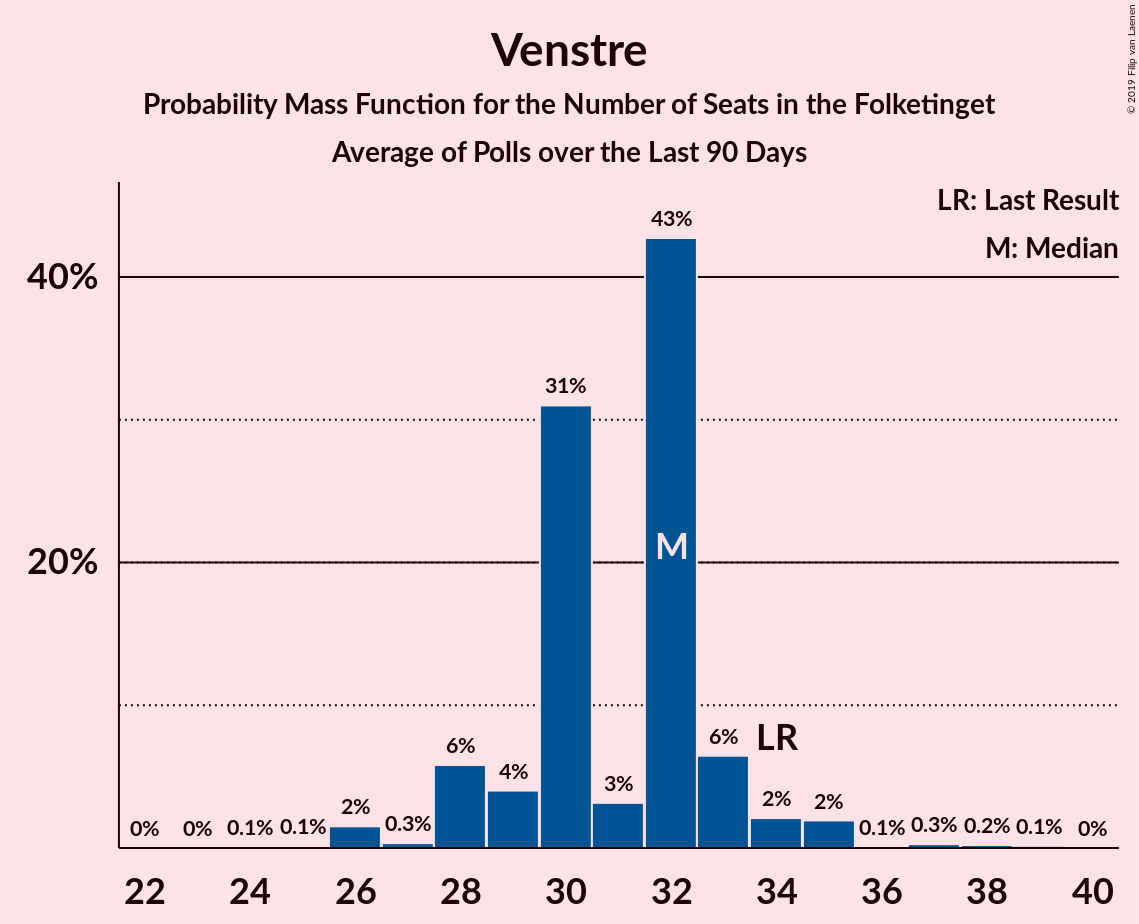 Venstre
Probability Mass Function for the Number of Seats in the Folketinget
Average of Polls over the Last 90 Days
© 2019 Filip van Laenen
LR: Last Result
M: Median
40%
20%
0% 0% 0.1% 0.1% 2% 0.3% 6% 4% 31% 3% 43% 6% 2% 2% 0.1% 0.3% 0.2% 0.1% 0%
M
LR
22 24 26 28 30 32 34 36 38 40